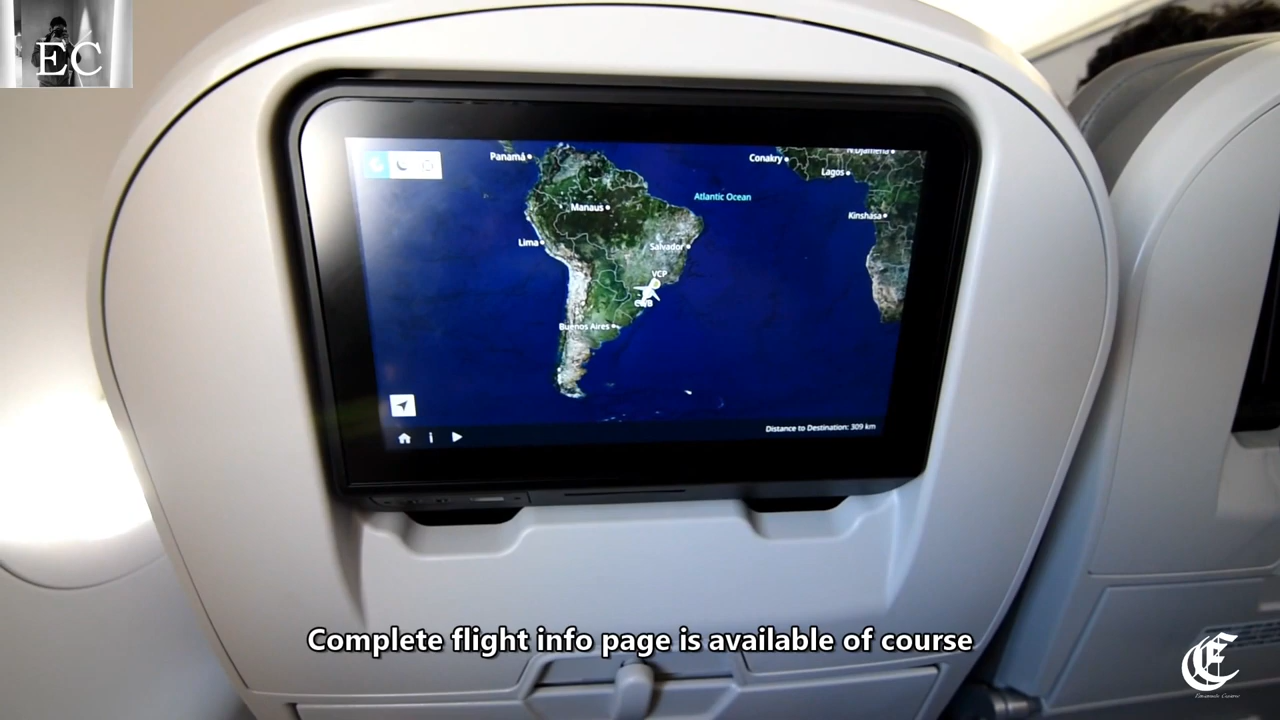 EC
Panamá
Conakry
N'Djamena
Lagos
Atlantic Ocean
Manaus
Kinshasa
Lima
Salvador
VCP
Buenos Aires
Distance to Destination: 309 km
Complete flight info page is available of course